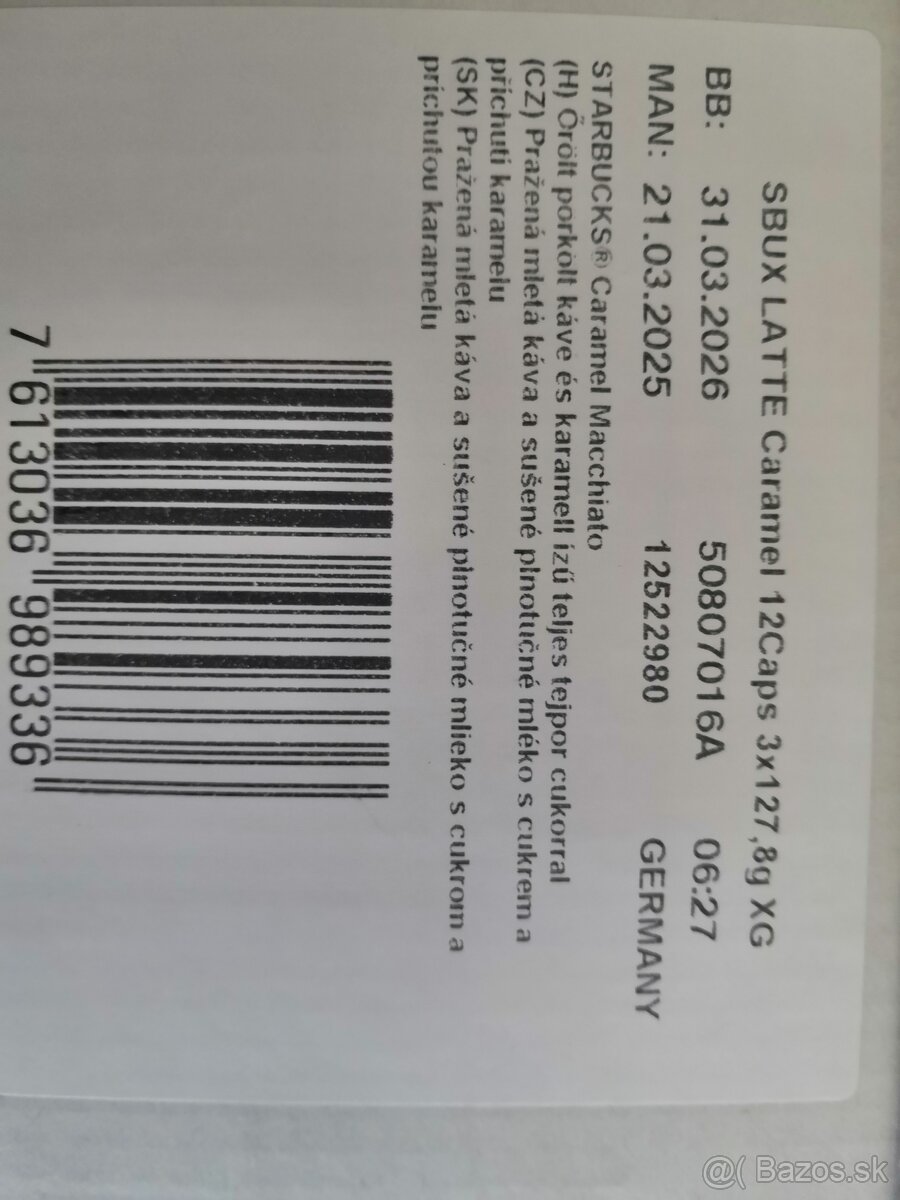 SBUX LATTE Caramel 12Caps 3x127,8g XG
BB: 31.03.2026 50807016A 06:27
MAN: 21.03.2025 12522980 GERMANY
STARBUCKS® Caramel Macchiato
(H) Őrölt pörkölt kávé és karamell ízű teljes tejpor cukorral
(CZ) Pražená mletá káva a sušené plnotučné mléko s cukrem a
příchuti karamelu
(SK) Pražená mletá káva a sušené plnotučné mlieko s cukrom a
príchuťou karamelu
7 613036 989336
@( Bazos.sk